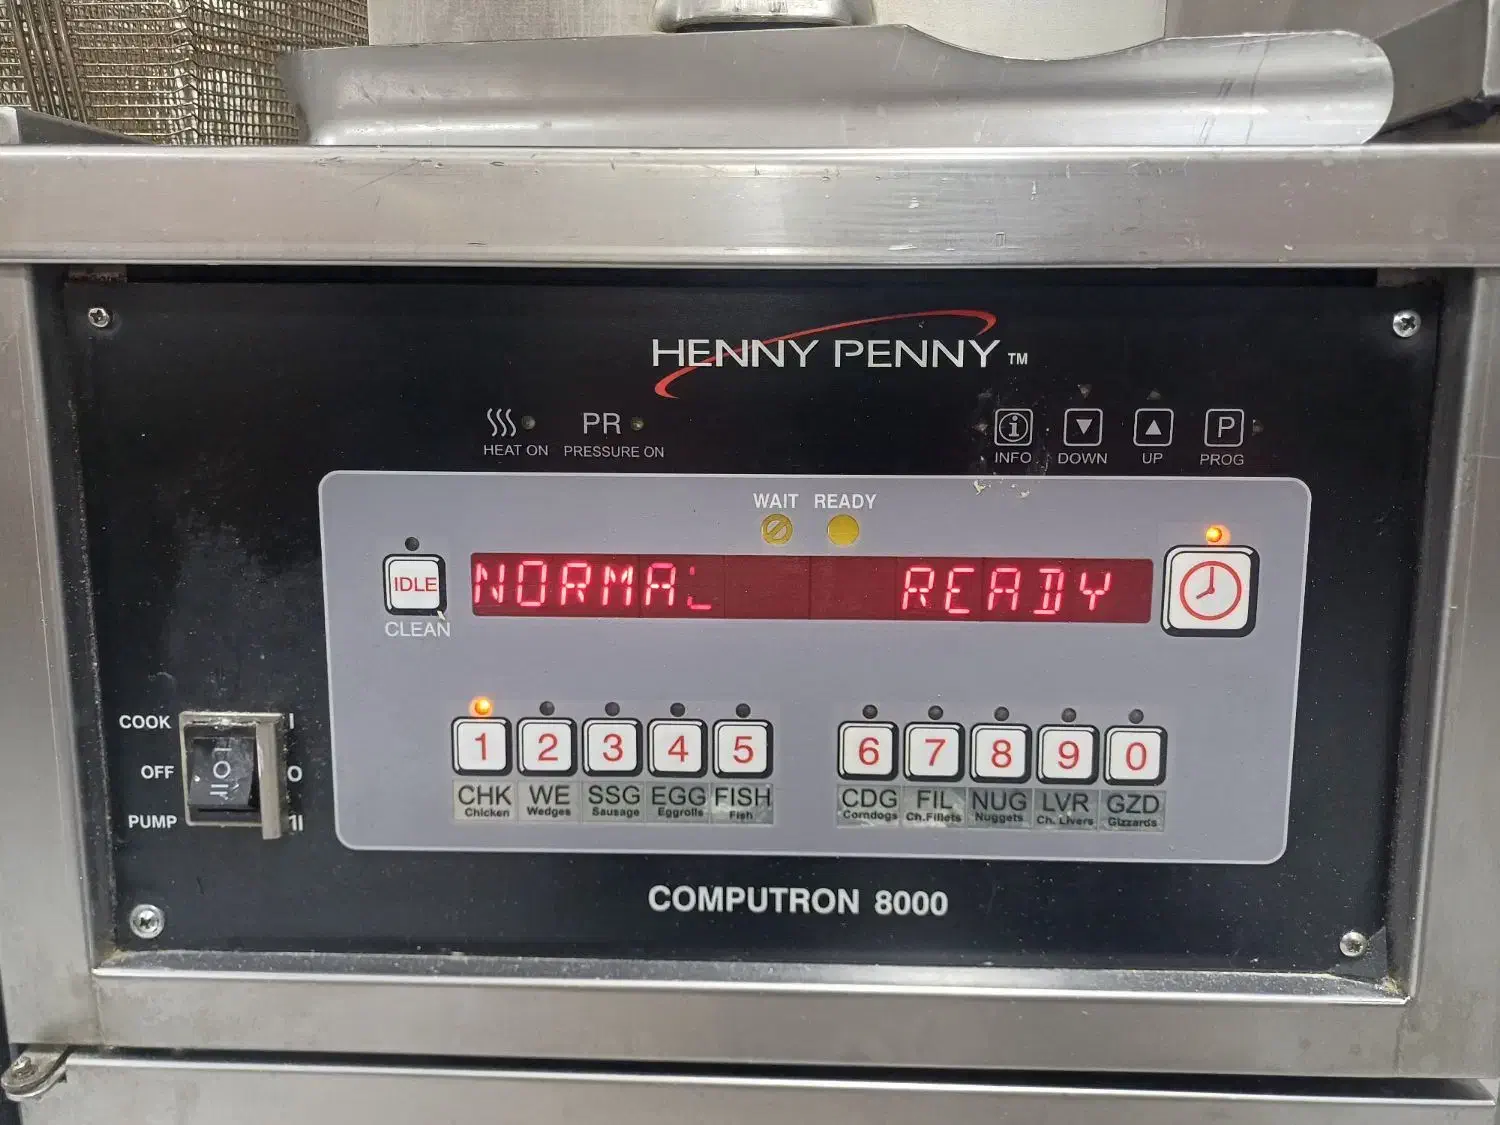 HENNY PENNY™
PR
HEAT ON PRESSURE ON
P
INFO DOWN UP PROG
WAIT READY
IDLE
CLEAN
NORMAL READY
COOK I
OFF O
PUMP II
1 2 3 4 5 6 7 8 9 0
CHK WE SSG EGG FISH CDG FIL NUG LVR GZD
Chicken Wedges Sausage Eggrolls Fish Corndogs Ch.Fillets Nuggets Ch. Livers Gizzards
COMPUTRON 8000